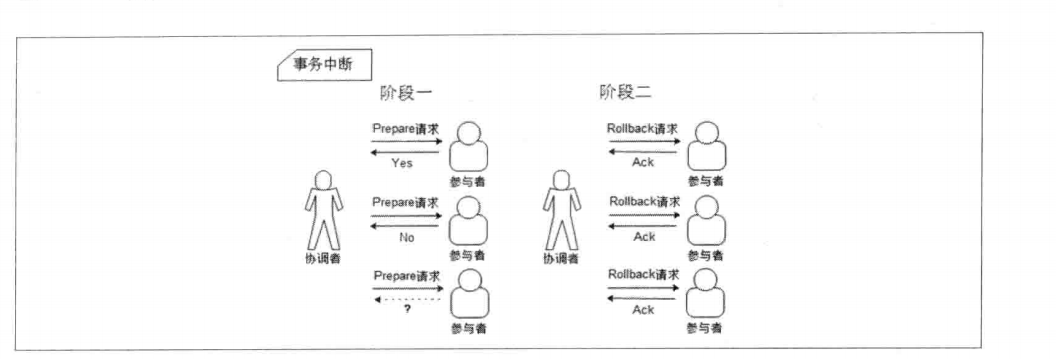 事务中断
阶段一
阶段二
Prepare请求
Yes
参与者
Prepare请求
No
参与者
Prepare请求
?
参与者
协调者
Rollback请求
Ack
参与者
Rollback请求
Ack
参与者
Rollback请求
Ack
参与者
协调者